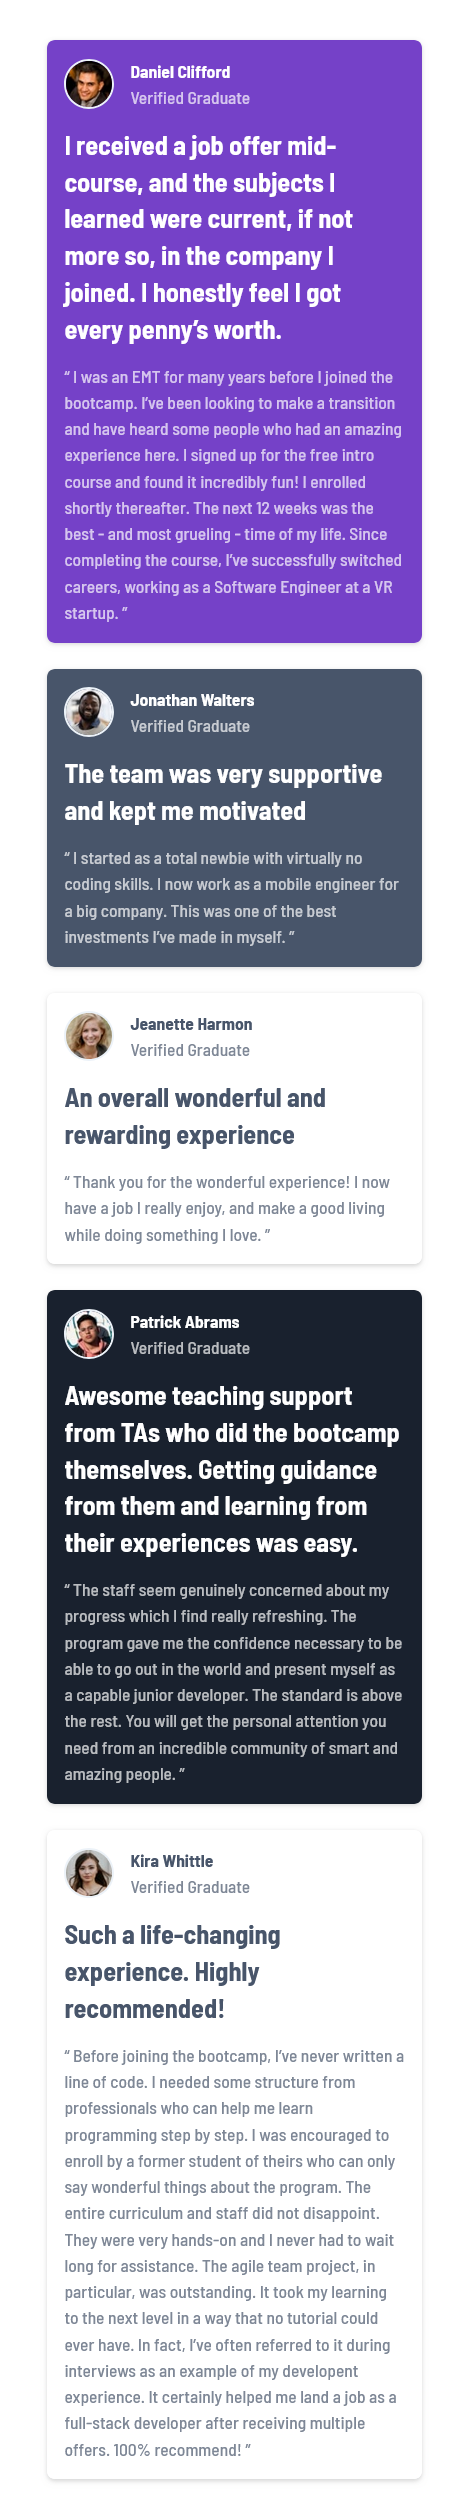 Daniel Clifford
Verified Graduate
I received a job offer mid-
course, and the subjects I
learned were current, if not
more so, in the company I
joined. I honestly feel I got
every penny’s worth.
“ I was an EMT for many years before I joined the
bootcamp. I’ve been looking to make a transition
and have heard some people who had an amazing
experience here. I signed up for the free intro
course and found it incredibly fun! I enrolled
shortly thereafter. The next 12 weeks was the
best - and most grueling - time of my life. Since
completing the course, I’ve successfully switched
careers, working as a Software Engineer at a VR
startup. ”
Jonathan Walters
Verified Graduate
The team was very supportive
and kept me motivated
“ I started as a total newbie with virtually no
coding skills. I now work as a mobile engineer for
a big company. This was one of the best
investments I’ve made in myself. ”
Jeanette Harmon
Verified Graduate
An overall wonderful and
rewarding experience
“ Thank you for the wonderful experience! I now
have a job I really enjoy, and make a good living
while doing something I love. ”
Patrick Abrams
Verified Graduate
Awesome teaching support
from TAs who did the bootcamp
themselves. Getting guidance
from them and learning from
their experiences was easy.
“ The staff seem genuinely concerned about my
progress which I find really refreshing. The
program gave me the confidence necessary to be
able to go out in the world and present myself as
a capable junior developer. The standard is above
the rest. You will get the personal attention you
need from an incredible community of smart and
amazing people. ”
Kira Whittle
Verified Graduate
Such a life-changing
experience. Highly
recommended!
“ Before joining the bootcamp, I’ve never written a
line of code. I needed some structure from
professionals who can help me learn
programming step by step. I was encouraged to
enroll by a former student of theirs who can only
say wonderful things about the program. The
entire curriculum and staff did not disappoint.
They were very hands-on and I never had to wait
long for assistance. The agile team project, in
particular, was outstanding. It took my learning
to the next level in a way that no tutorial could
ever have. In fact, I’ve often referred to it during
interviews as an example of my developent
experience. It certainly helped me land a job as a
full-stack developer after receiving multiple
offers. 100% recommend! ”